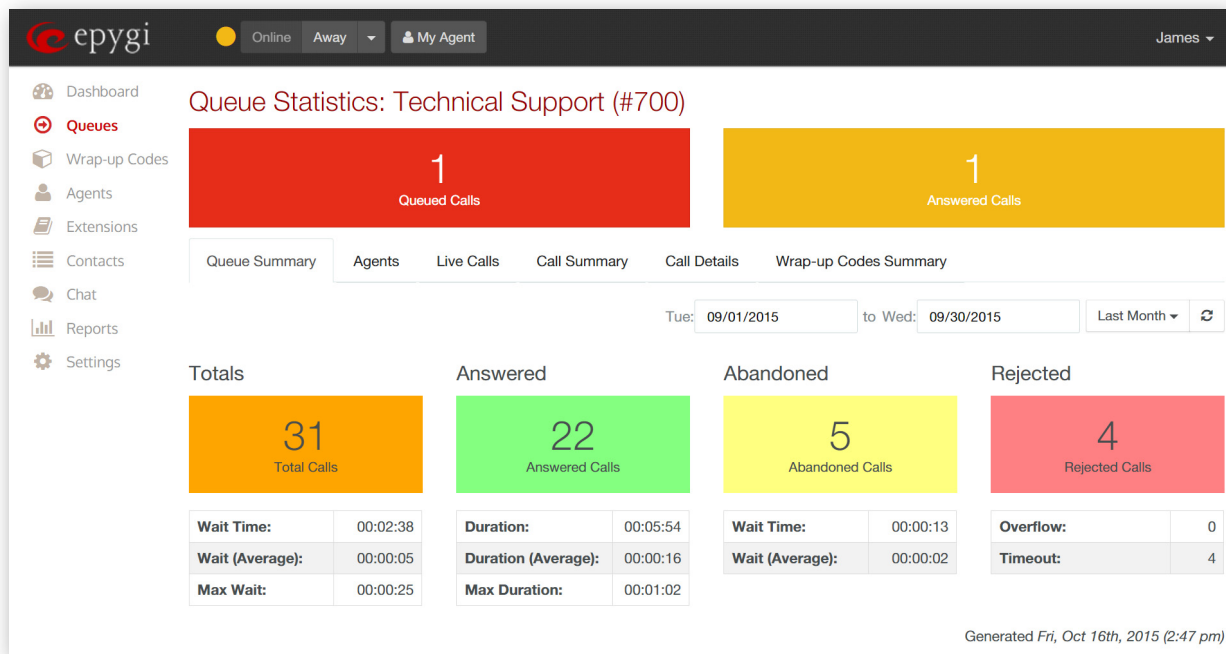 epygi
Online Away My Agent James
Dashboard
Queues
Wrap-up Codes
Agents
Extensions
Contacts
Chat
Reports
Settings
Queue Statistics: Technical Support (#700)
1 1
Queued Calls Answered Calls
Queue Summary Agents Live Calls Call Summary Call Details Wrap-up Codes Summary
Tue: 09/01/2015 to Wed: 09/30/2015 Last Month
Totals Answered Abandoned Rejected
31 22 5 4
Total Calls Answered Calls Abandoned Calls Rejected Calls
Wait Time: 00:02:38 Duration: 00:05:54 Wait Time: 00:00:13 Overflow: 0
Wait (Average): 00:00:05 Duration (Average): 00:00:16 Wait (Average): 00:00:02 Timeout: 4
Max Wait: 00:00:25 Max Duration: 00:01:02
Generated Fri, Oct 16th, 2015 (2:47 pm)